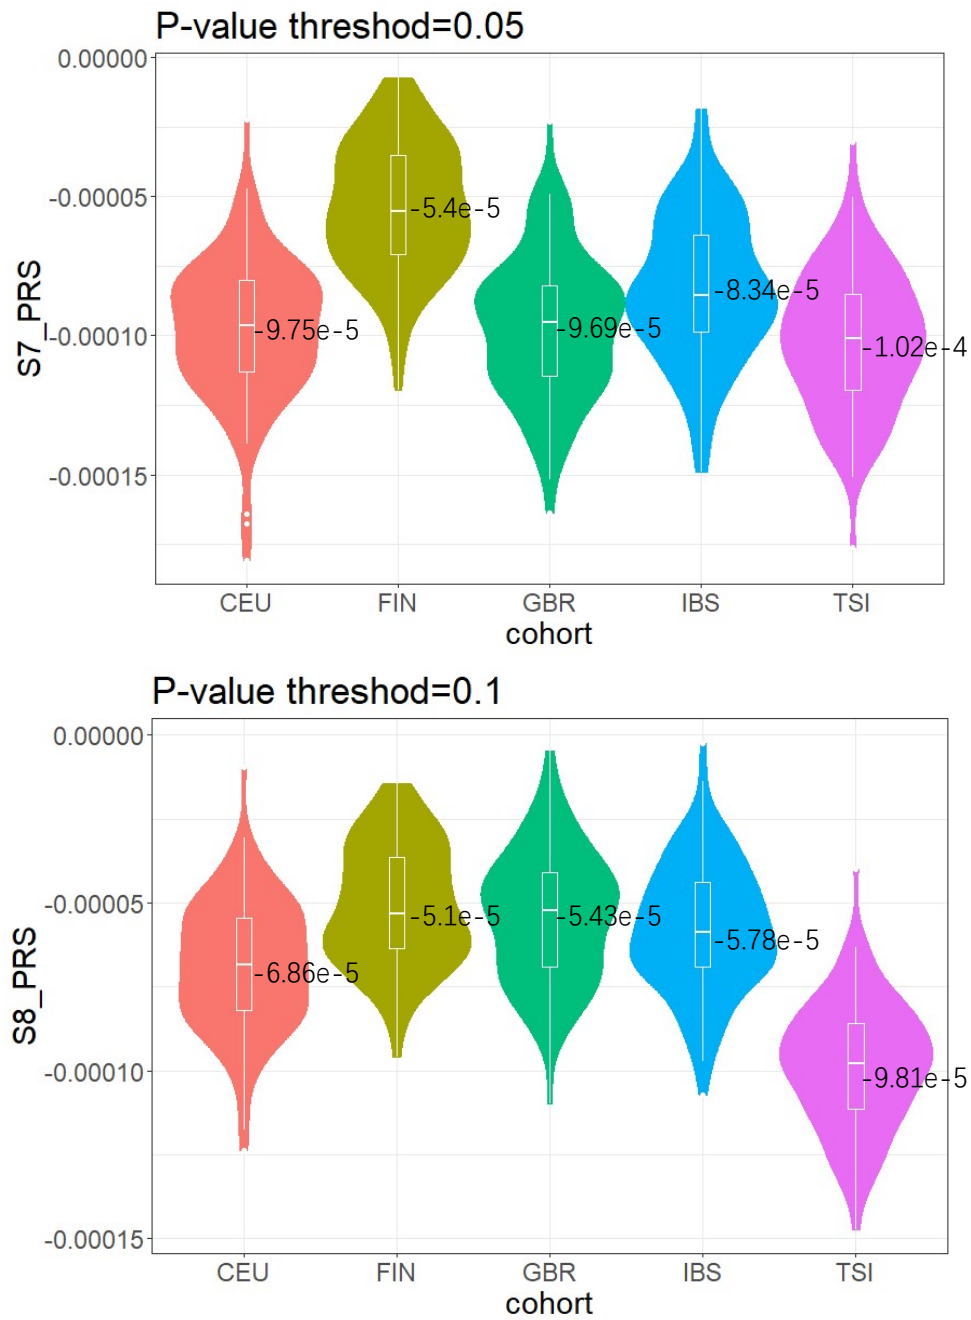 P-value threshod=0.05
0.00000
-0.00005
-0.00010
-0.00015
S7_PRS
-9.75e-5
-5.4e-5
-9.69e-5
-8.34e-5
-1.02e-4
CEU FIN GBR IBS TSI
cohort
P-value threshod=0.1
0.00000
-0.00005
-0.00010
-0.00015
S8_PRS
-6.86e-5
-5.1e-5
-5.43e-5
-5.78e-5
-9.81e-5
CEU FIN GBR IBS TSI
cohort